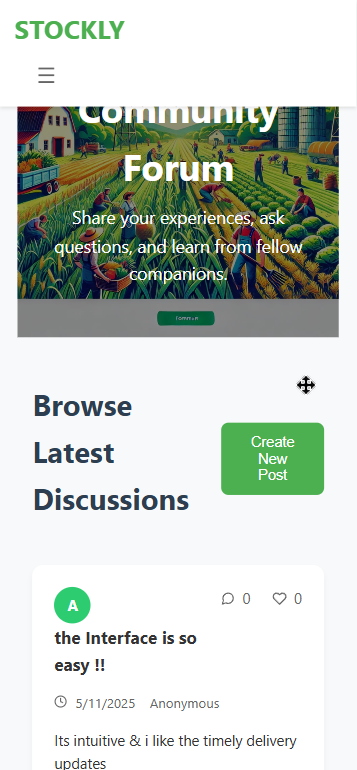 STOCKLY
Community
Forum
Share your experiences, ask
questions, and learn from fellow
companions.
Browse
Latest
Discussions
Create
New
Post
A
0
0
the Interface is so
easy !!
5/11/2025 Anonymous
Its intuitive & i like the timely delivery
updates